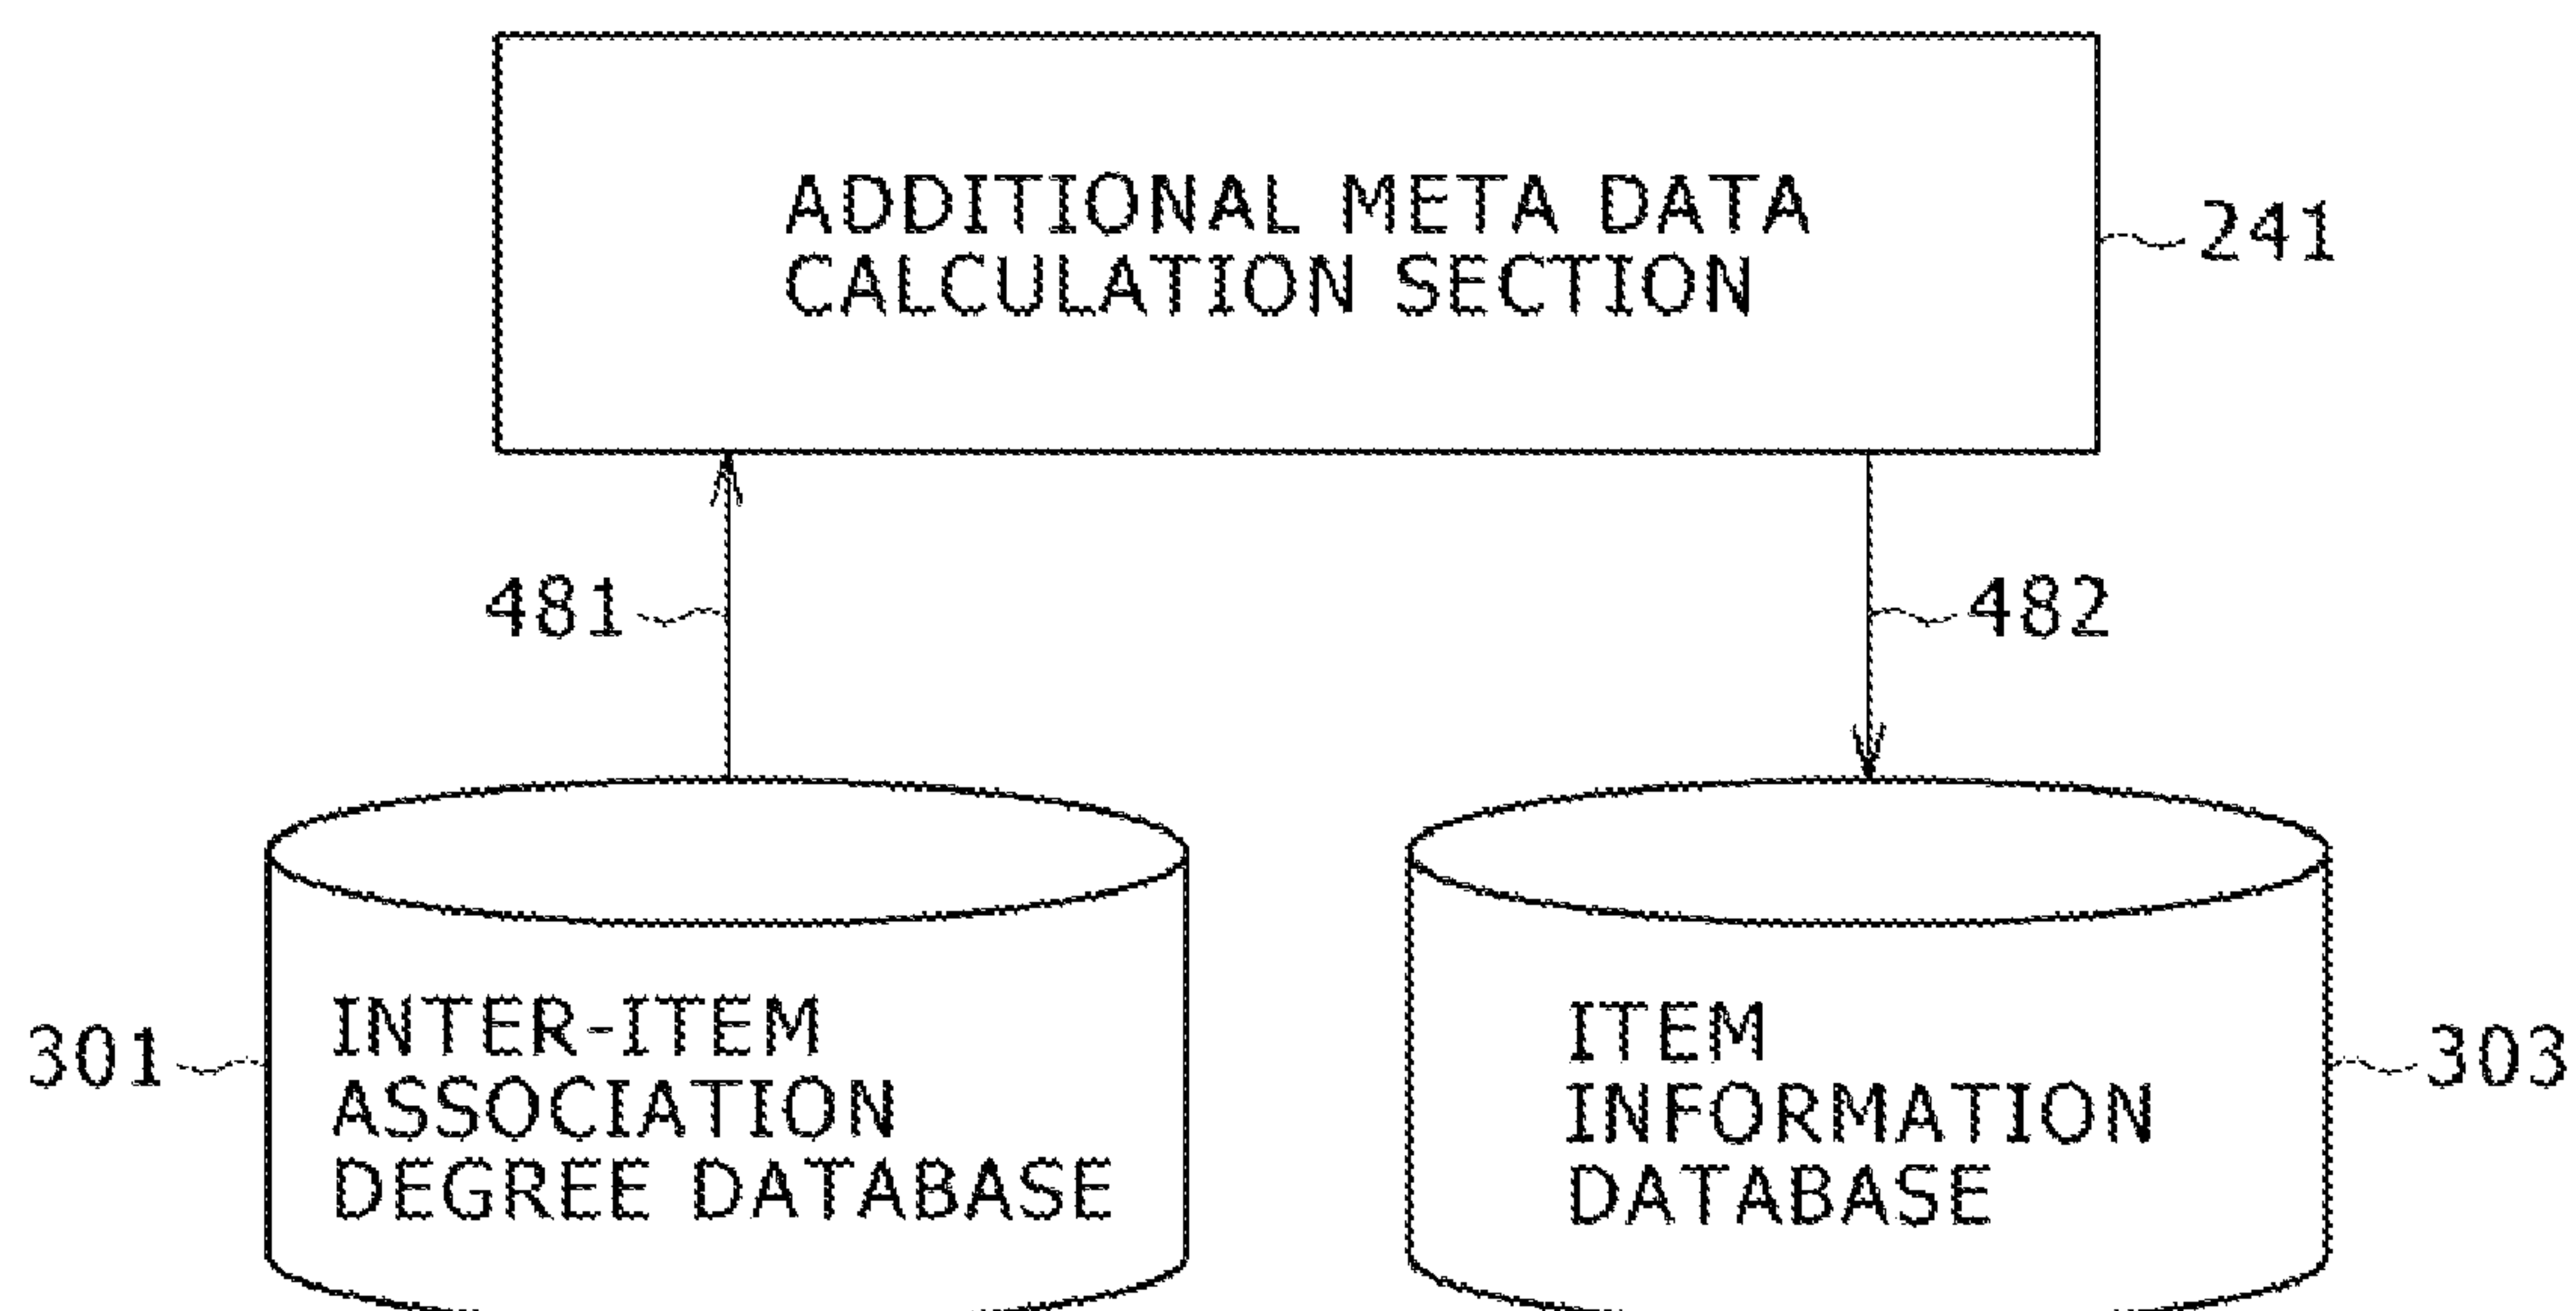 ADDITIONAL META DATA
CALCULATION SECTION
241
481
482
INTER-ITEM
ASSOCIATION
DEGREE DATABASE
301
ITEM
INFORMATION
DATABASE
303